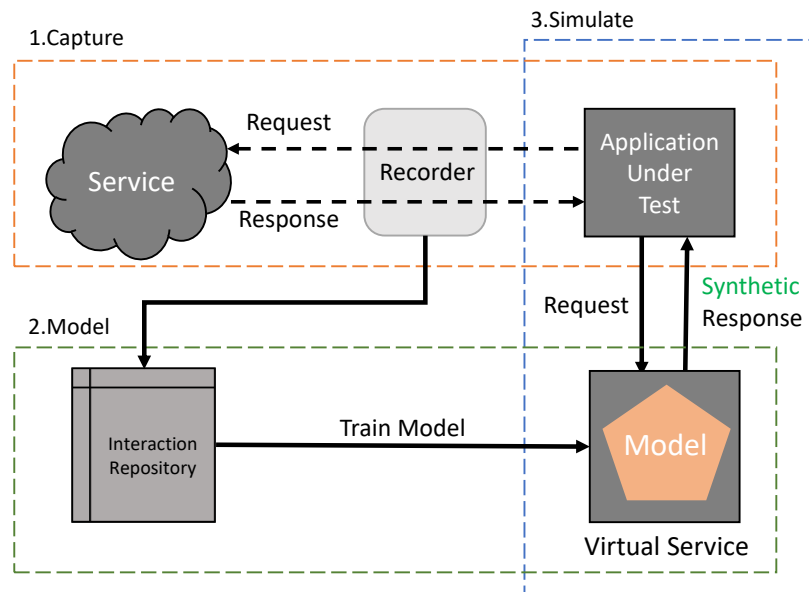 1.Capture
3.Simulate
Request
Service
Recorder
Application
Under
Test
Response
Request
Synthetic
Response
2.Model
Interaction
Repository
Train Model
Model
Virtual Service